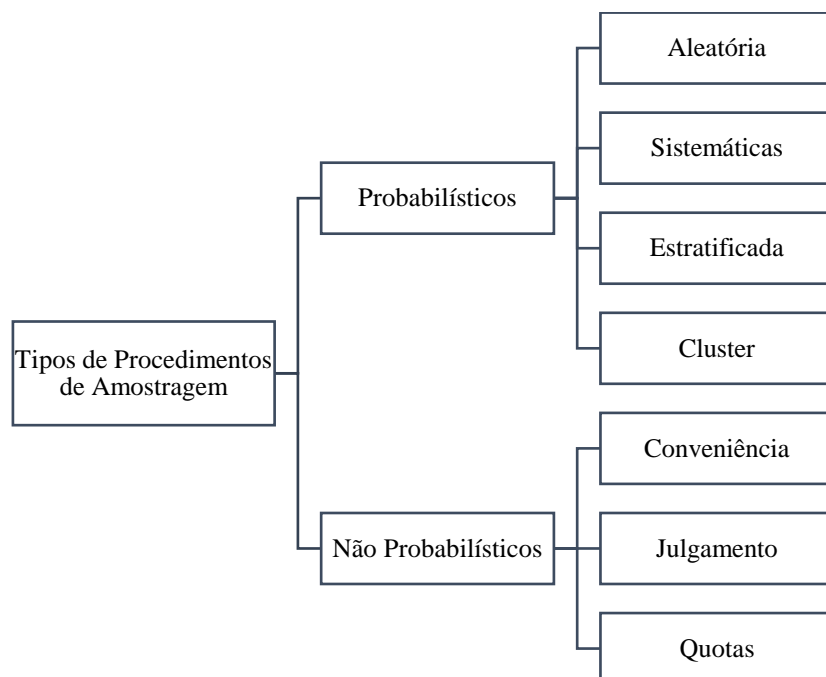 Tipos de Procedimentos
de Amostragem
Probabilísticos
Aleatória
Sistemáticas
Estratificada
Cluster
Não Probabilísticos
Conveniência
Julgamento
Quotas